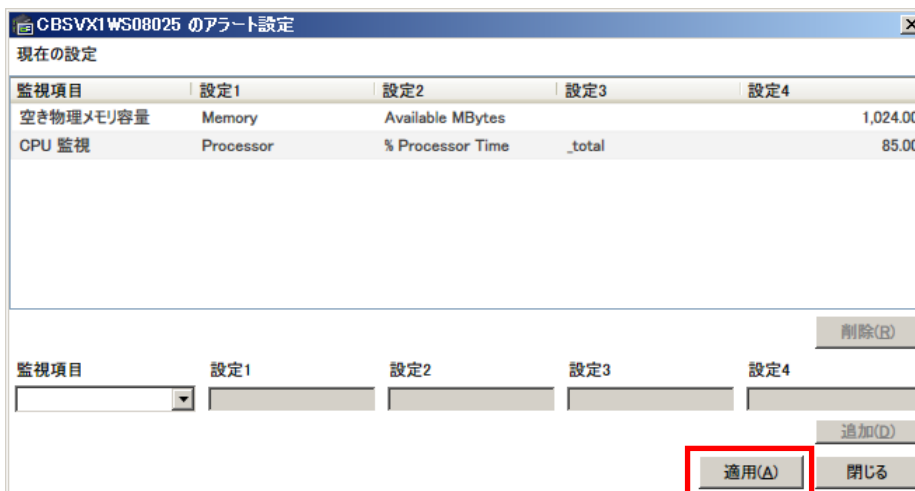 CBSVX1WS08025 のアラート設定
現在の設定
監視項目 設定1 設定2 設定3 設定4
空き物理メモリ容量 Memory Available MBytes 1,024.00
CPU 監視 Processor % Processor Time _total 85.00
削除(R)
監視項目 設定1 設定2 設定3 設定4
追加(D)
適用(A) 閉じる